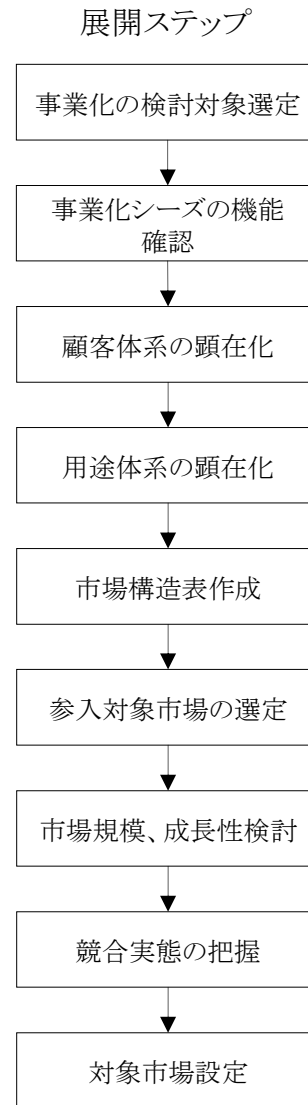 展開ステップ
事業化の検討対象選定
事業化シーズの機能
確認
顧客体系の顕在化
用途体系の顕在化
市場構造表作成
参入対象市場の選定
市場規模、成長性検討
競合実態の把握
対象市場設定